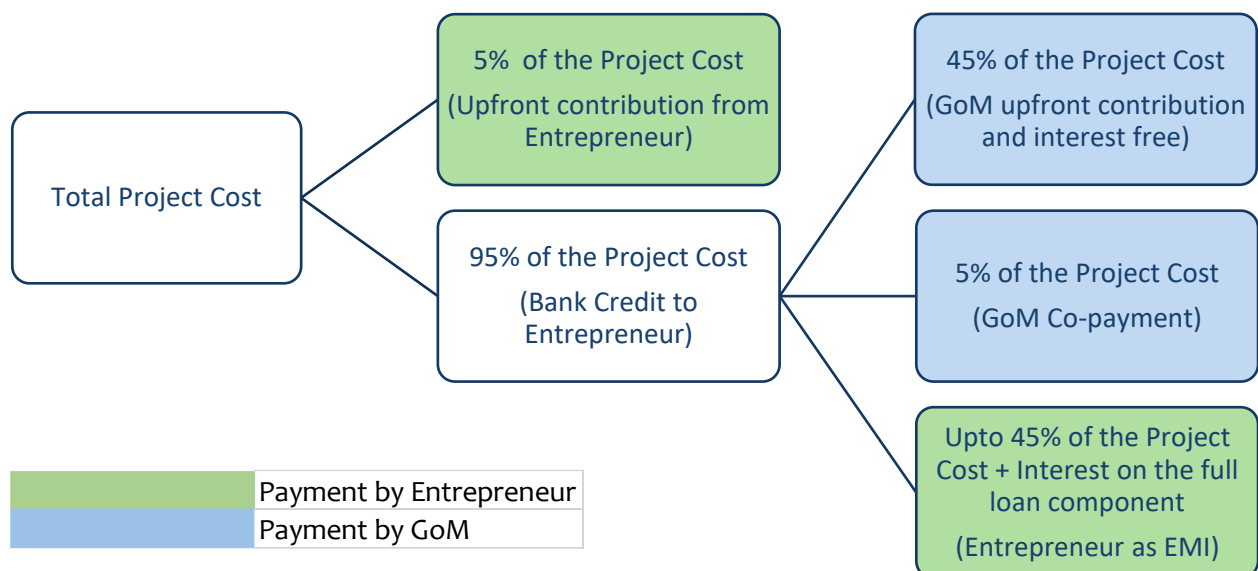 Total Project Cost
5% of the Project Cost
(Upfront contribution from
Entrepreneur)
95% of the Project Cost
(Bank Credit to
Entrepreneur)
45% of the Project Cost
(GoM upfront contribution
and interest free)
5% of the Project Cost
(GoM Co-payment)
Upto 45% of the Project
Cost + Interest on the full
loan component
(Entrepreneur as EMI)
Payment by Entrepreneur
Payment by GoM